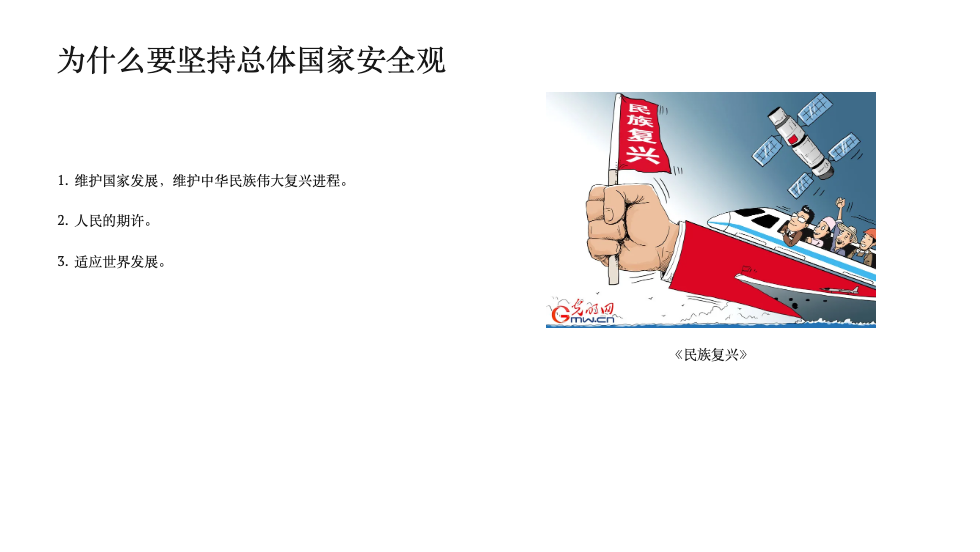 为什么要坚持总体国家安全观
1. 维护国家发展，维护中华民族伟大复兴进程。
2. 人民的期许。
3. 适应世界发展。
民族复兴
光明网
GMW.CN
《民族复兴》